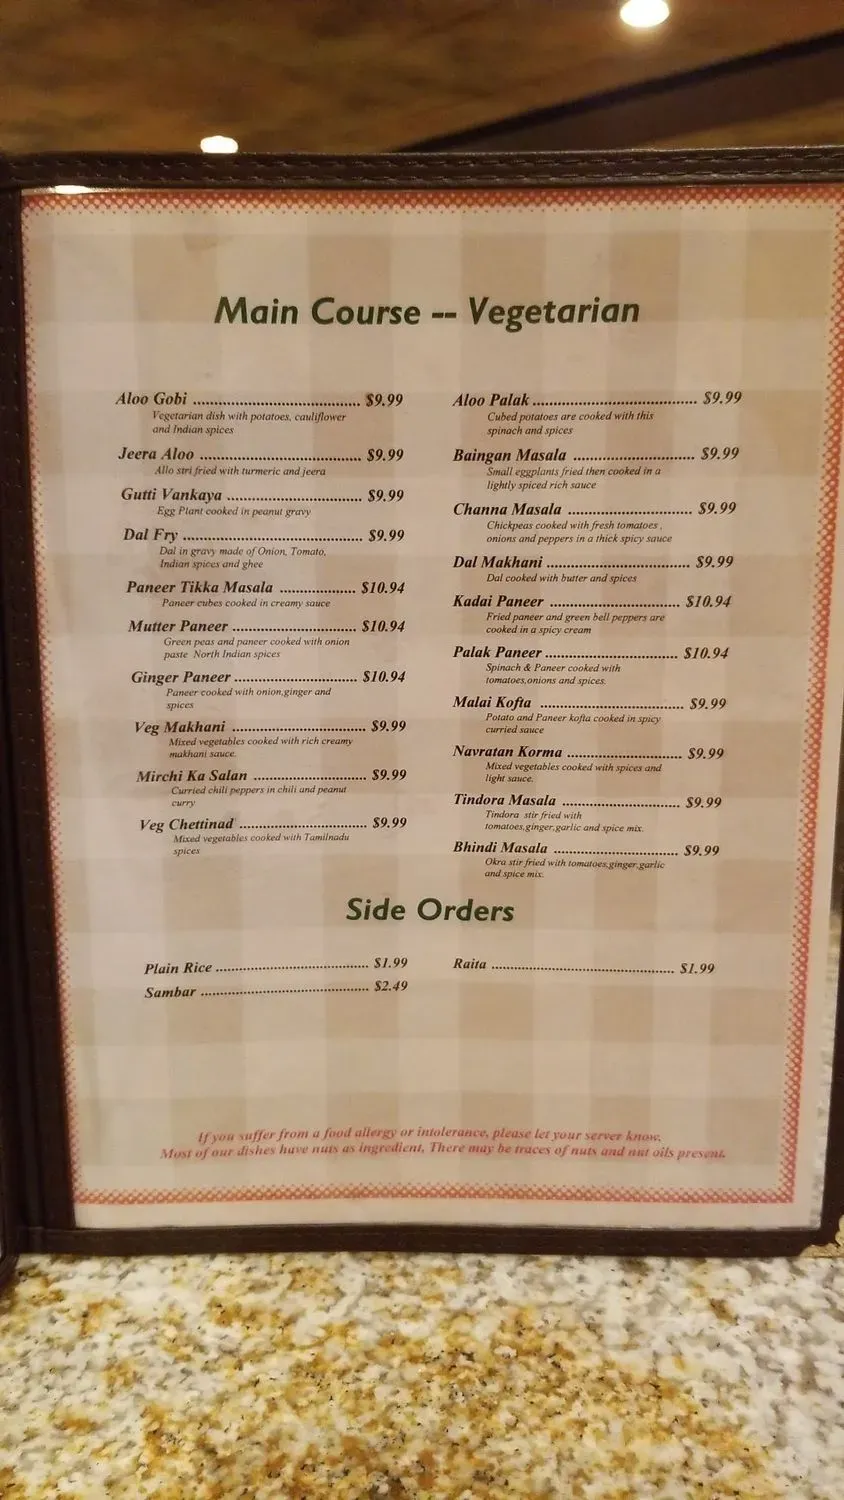 Main Course -- Vegetarian
Aloo Gobi ........................................ $9.99
Vegetarian dish with potatoes, cauliflower
and Indian spices
Jeera Aloo ....................................... $9.99
Allo stri fried with turmeric and jeera
Gutti Vankaya ................................. $9.99
Egg Plant cooked in peanut gravy
Dal Fry ........................................... $9.99
Dal in gravy made of Onion, Tomato,
Indian spices and ghee
Paneer Tikka Masala ................... $10.94
Paneer cubes cooked in creamy sauce
Mutter Paneer .............................. $10.94
Green peas and paneer cooked with onion
paste North Indian spices
Ginger Paneer .............................. $10.94
Paneer cooked with onion,ginger and
spices
Veg Makhani ................................. $9.99
Mixed vegetables cooked with rich creamy
makhani sauce.
Mirchi Ka Salan ........................... $9.99
Curried chili peppers in chili and peanut
curry
Veg Chettinad ............................... $9.99
Mixed vegetables cooked with Tamilnadu
spices
Aloo Palak ....................................... $9.99
Cubed potatoes are cooked with this
spinach and spices
Baingan Masala ............................. $9.99
Small eggplants fried then cooked in a
lightly spiced rich sauce
Channa Masala .............................. $9.99
Chickpeas cooked with fresh tomatoes ,
onions and peppers in a thick spicy sauce
Dal Makhani ................................... $9.99
Dal cooked with butter and spices
Kadai Paneer ................................ $10.94
Fried paneer and green bell peppers are
cooked in a spicy cream
Palak Paneer ................................ $10.94
Spinach & Paneer cooked with
tomatoes,onions and spices.
Malai Kofta .................................... $9.99
Potato and Paneer kofta cooked in spicy
curried sauce
Navratan Korma ............................ $9.99
Mixed vegetables cooked with spices and
light sauce.
Tindora Masala ............................. $9.99
Tindora stir fried with
tomatoes,ginger,garlic and spice mix.
Bhindi Masala ............................... $9.99
Okra stir fried with tomatoes,ginger,garlic
and spice mix.
Side Orders
Plain Rice ....................................... $1.99
Sambar ........................................... $2.49
Raita ............................................... $1.99
If you suffer from a food allergy or intolerance, please let your server know.
Most of our dishes have nuts as ingredient, There may be traces of nuts and nut oils present.